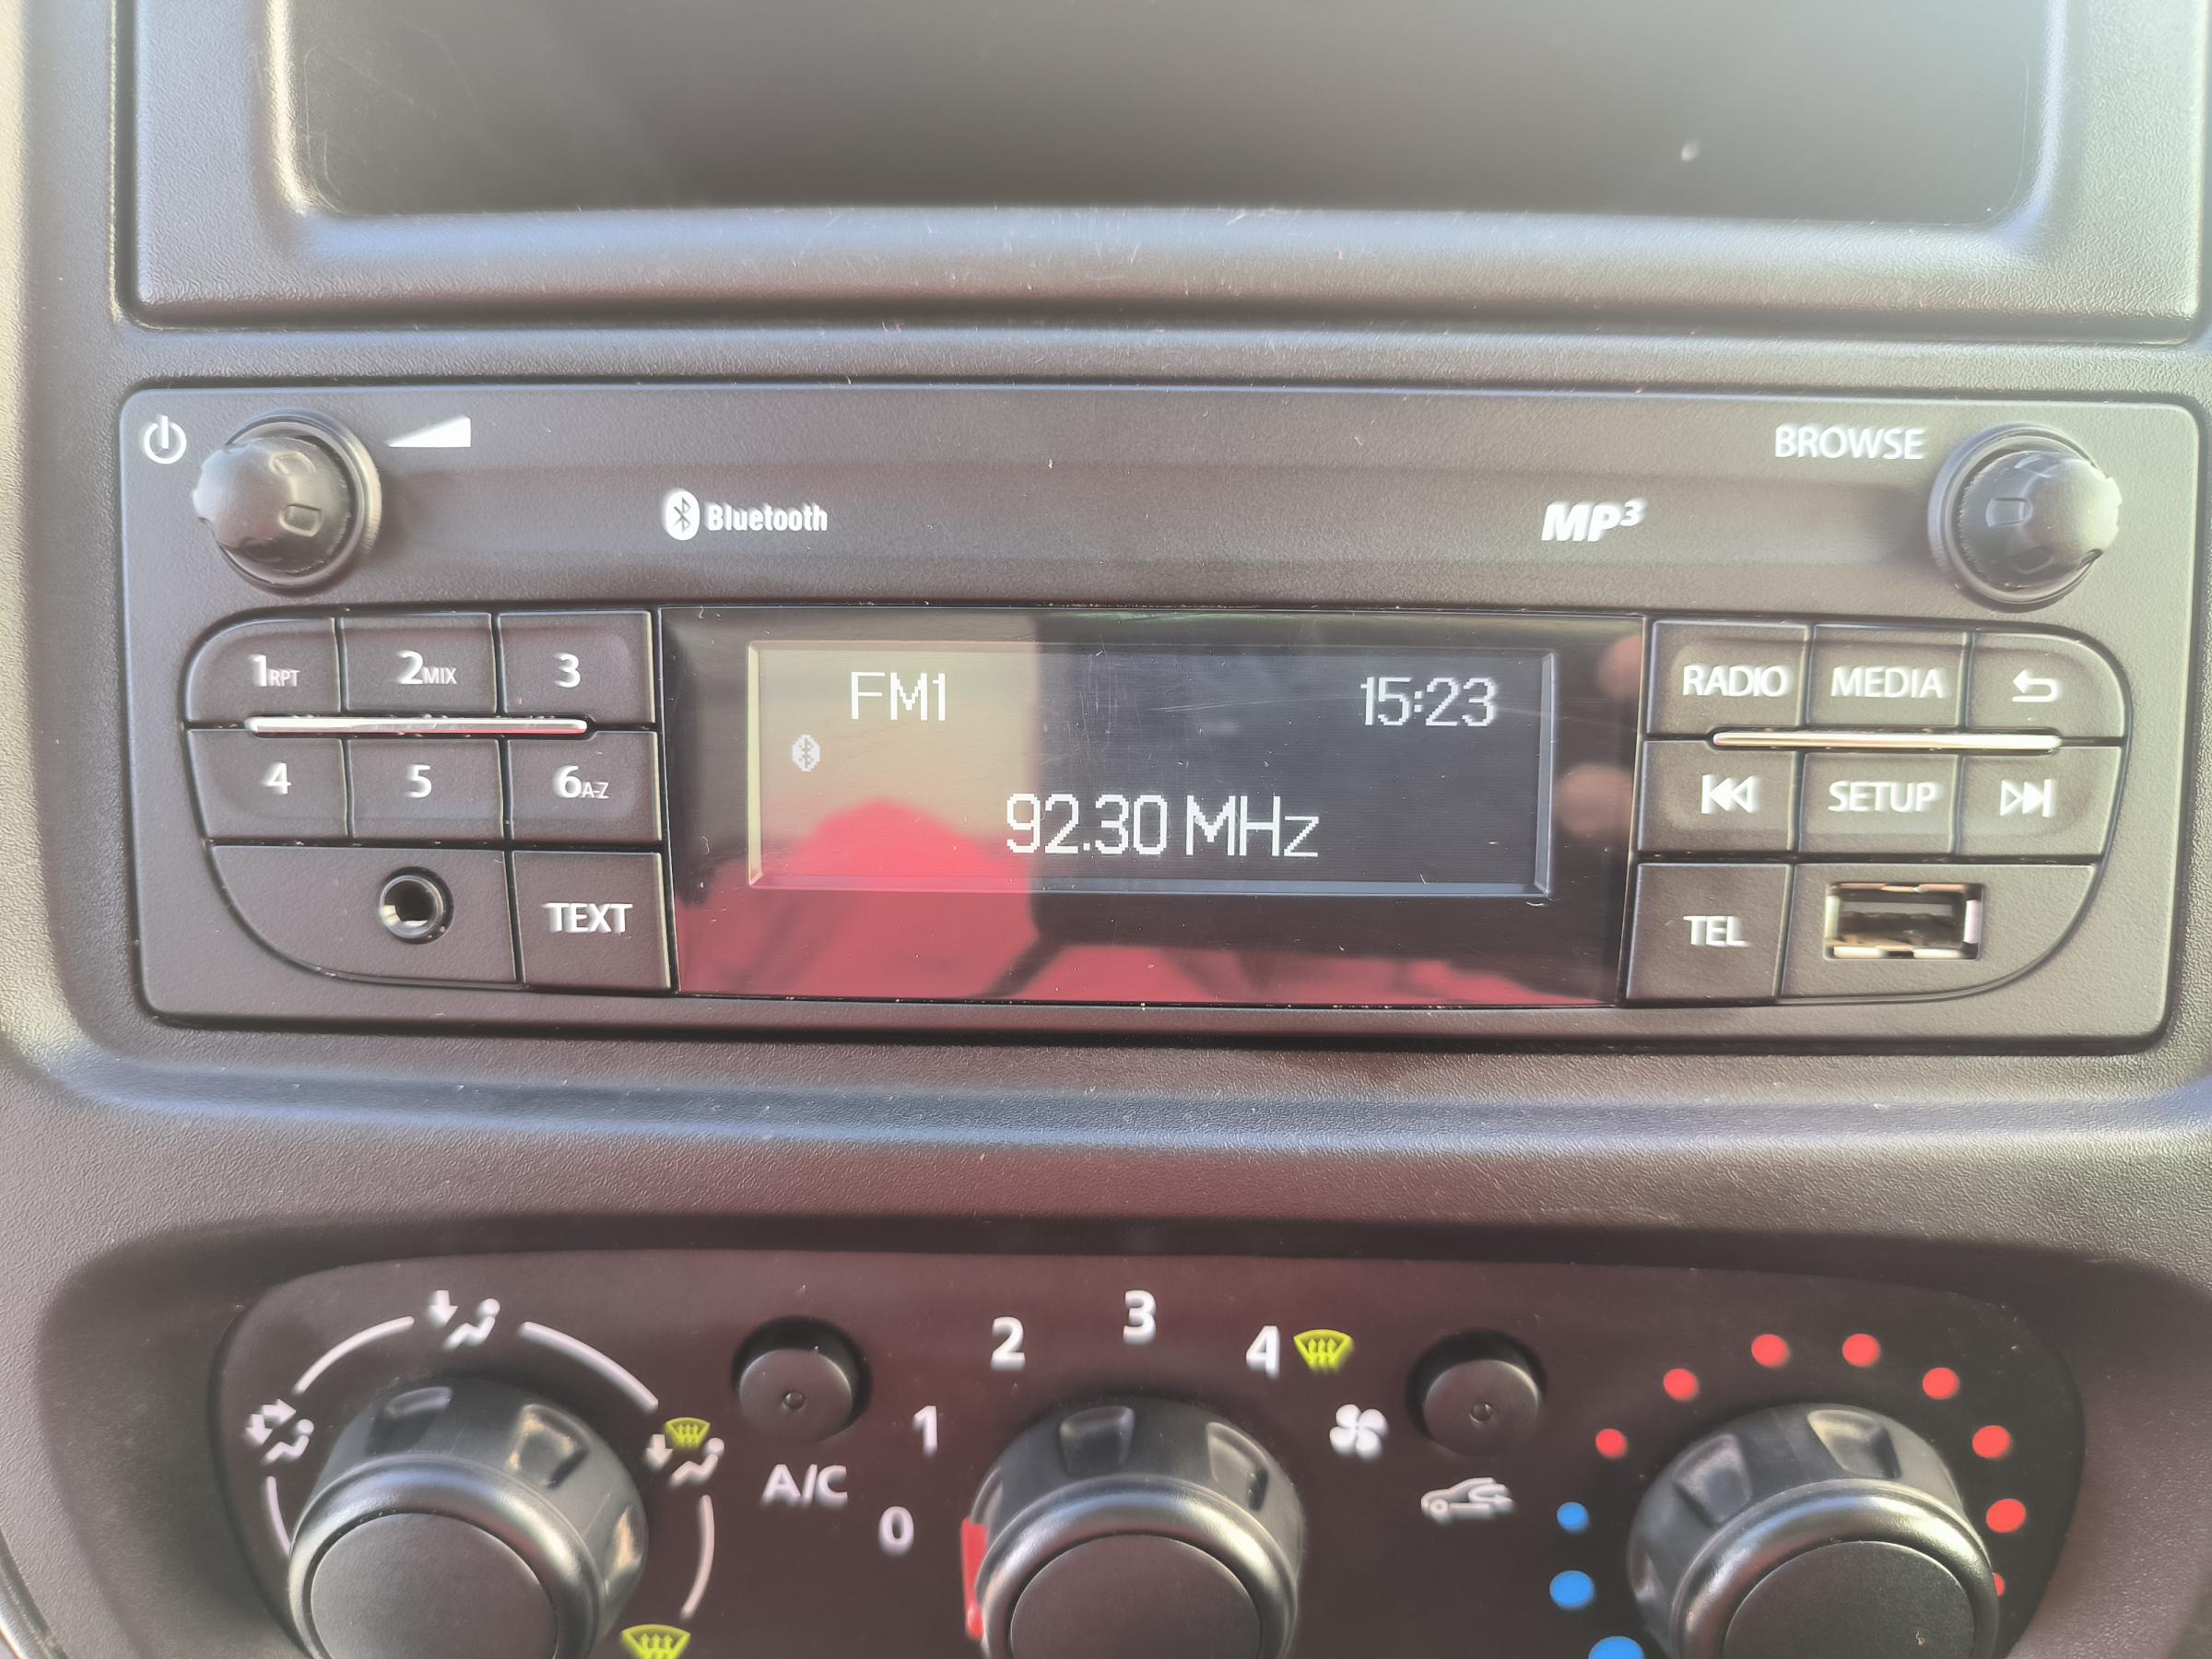 BROWSE
Bluetooth
MP3
1RPT 2MIX 3
FM1 15:23
RADIO MEDIA
4 5 6A-Z
92.30 MHz
SETUP
TEXT
TEL
A/C
0 1 2 3 4